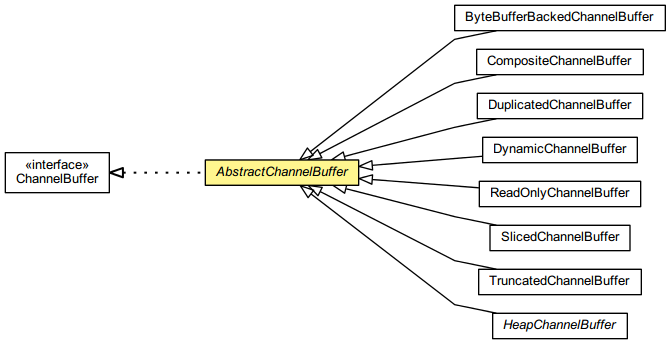 ByteBufferBackedChannelBuffer
CompositeChannelBuffer
DuplicatedChannelBuffer
DynamicChannelBuffer
«interface»
ChannelBuffer
AbstractChannelBuffer
ReadOnlyChannelBuffer
SlicedChannelBuffer
TruncatedChannelBuffer
HeapChannelBuffer